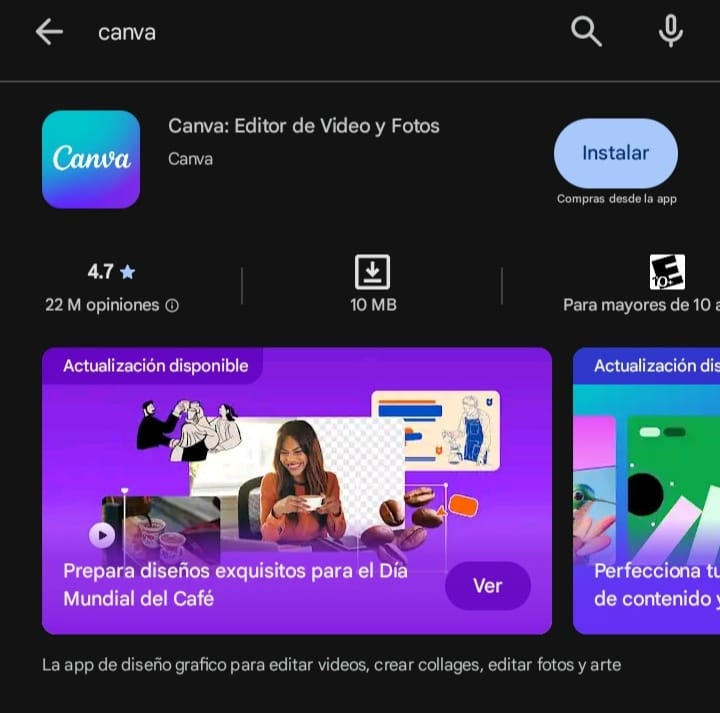 canva
Canva
Canva: Editor de Video y Fotos
Canva
Instalar
Compras desde la app
4.7
22 M opiniones
10 MB
E
10+
Para mayores de 10 a
Actualización disponible
Prepara diseños exquisitos para el Día
Mundial del Café
Ver
Actualización dis
Perfecciona tu
de contenido y
La app de diseño grafico para editar videos, crear collages, editar fotos y arte